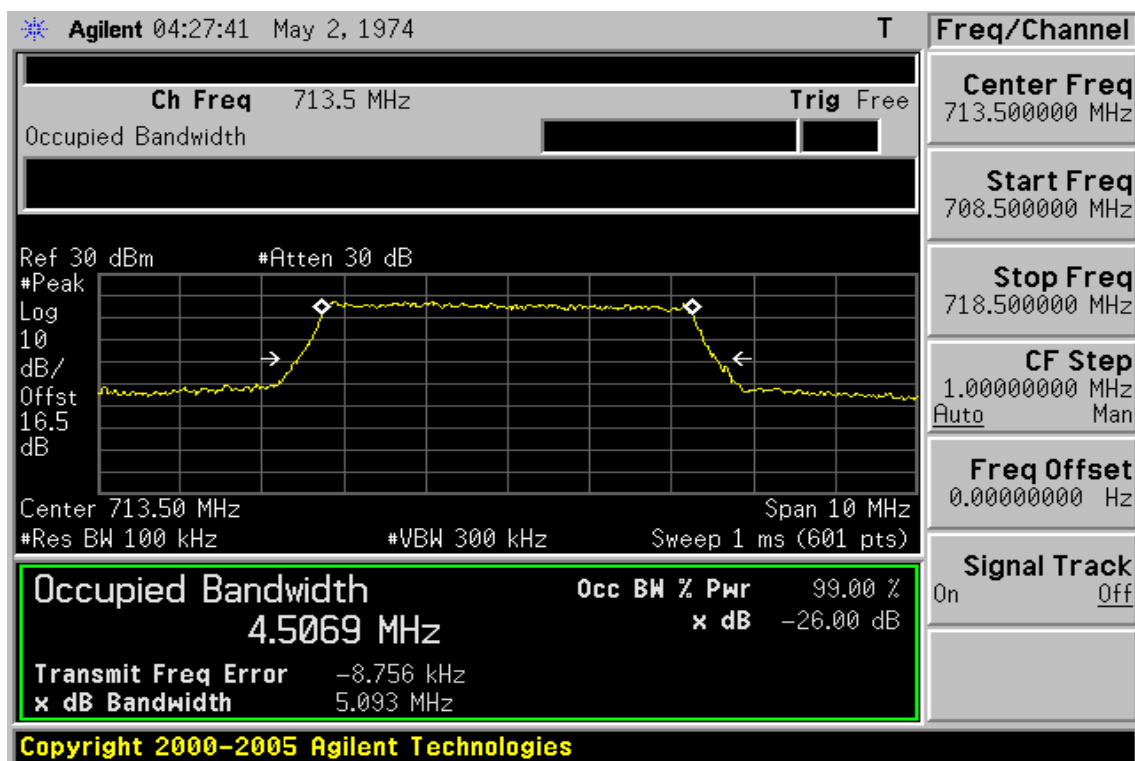 Agilent 04:27:41 May 2, 1974 T
Freq/Channel
Ch Freq 713.5 MHz Trig Free
Occupied Bandwidth
Center Freq
713.500000 MHz
Start Freq
708.500000 MHz
Stop Freq
718.500000 MHz
CF Step
1.00000000 MHz
Auto Man
Freq Offset
0.00000000 Hz
Signal Track
On Off
Ref 30 dBm #Atten 30 dB
#Peak
Log
10
dB/
Offst
16.5
dB
Center 713.50 MHz Span 10 MHz
#Res BW 100 kHz #VBW 300 kHz Sweep 1 ms (601 pts)
Occupied Bandwidth
4.5069 MHz
Occ BW % Pwr 99.00 %
x dB -26.00 dB
Transmit Freq Error -8.756 kHz
x dB Bandwidth 5.093 MHz
Copyright 2000-2005 Agilent Technologies